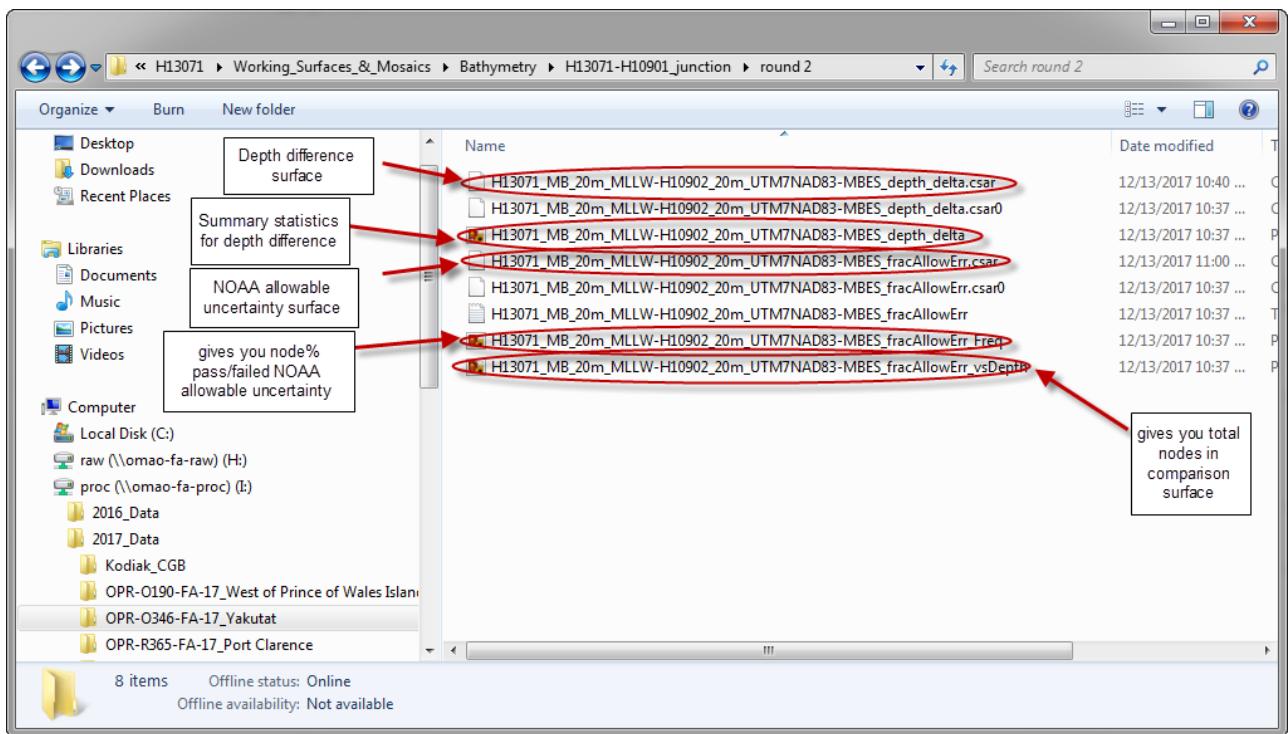 « H13071 ▸ Working_Surfaces_&_Mosaics ▸ Bathymetry ▸ H13071-H10901_junction ▸ round 2
Search round 2
Organize ▾ Burn New folder
Desktop
Downloads
Recent Places
Libraries
Documents
Music
Pictures
Videos
Computer
Local Disk (C:)
raw (\\omao-fa-raw) (H:)
proc (\\omao-fa-proc) (I:)
2016_Data
2017_Data
Kodiak_CGB
OPR-O190-FA-17_West of Prince of Wales Islan
OPR-O346-FA-17_Yakutat
OPR-R365-FA-17_Port Clarence
Depth difference
surface
Summary statistics
for depth difference
NOAA allowable
uncertainty surface
gives you node%
pass/failed NOAA
allowable uncertainty
Name Date modified T
H13071_MB_20m_MLLW-H10902_20m_UTM7NAD83-MBES_depth_delta.csar 12/13/2017 10:40 ... C
H13071_MB_20m_MLLW-H10902_20m_UTM7NAD83-MBES_depth_delta.csar0 12/13/2017 10:37 ... C
H13071_MB_20m_MLLW-H10902_20m_UTM7NAD83-MBES_depth_delta 12/13/2017 10:37 ... P
H13071_MB_20m_MLLW-H10902_20m_UTM7NAD83-MBES_fracAllowErr.csar 12/13/2017 11:00 ... C
H13071_MB_20m_MLLW-H10902_20m_UTM7NAD83-MBES_fracAllowErr.csar0 12/13/2017 10:37 ... C
H13071_MB_20m_MLLW-H10902_20m_UTM7NAD83-MBES_fracAllowErr 12/13/2017 10:37 ... T
H13071_MB_20m_MLLW-H10902_20m_UTM7NAD83-MBES_fracAllowErr_Freq 12/13/2017 10:37 ... P
H13071_MB_20m_MLLW-H10902_20m_UTM7NAD83-MBES_fracAllowErr_vsDepth 12/13/2017 10:37 ... P
gives you total
nodes in
comparison
surface
8 items Offline status: Online
Offline availability: Not available